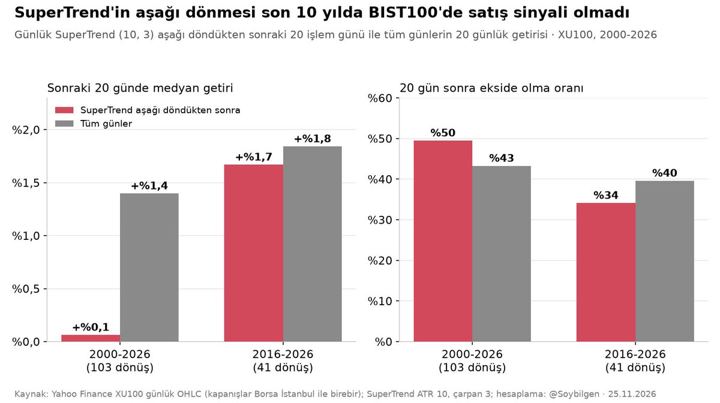 SuperTrend'in aşağı dönmesi son 10 yılda BIST100'de satış sinyali olmadı
Günlük SuperTrend (10, 3) aşağı döndükten sonraki 20 işlem günü ile tüm günlerin 20 günlük getirisi · XU100, 2000-2026
Sonraki 20 günde medyan getiri
SuperTrend aşağı döndükten sonra
Tüm günler
%2,0
%1,5
%1,0
%0,5
%0,0
+%0,1
+%1,4
+%1,7
+%1,8
2000-2026
(103 dönüş)
2016-2026
(41 dönüş)
20 gün sonra ekside olma oranı
%60
%50
%40
%30
%20
%10
%0
%50
%43
%34
%40
2000-2026
(103 dönüş)
2016-2026
(41 dönüş)
Kaynak: Yahoo Finance XU100 günlük OHLC (kapanışlar Borsa İstanbul ile birebir); SuperTrend ATR 10, çarpan 3; hesaplama: @Soybilgen · 25.11.2026